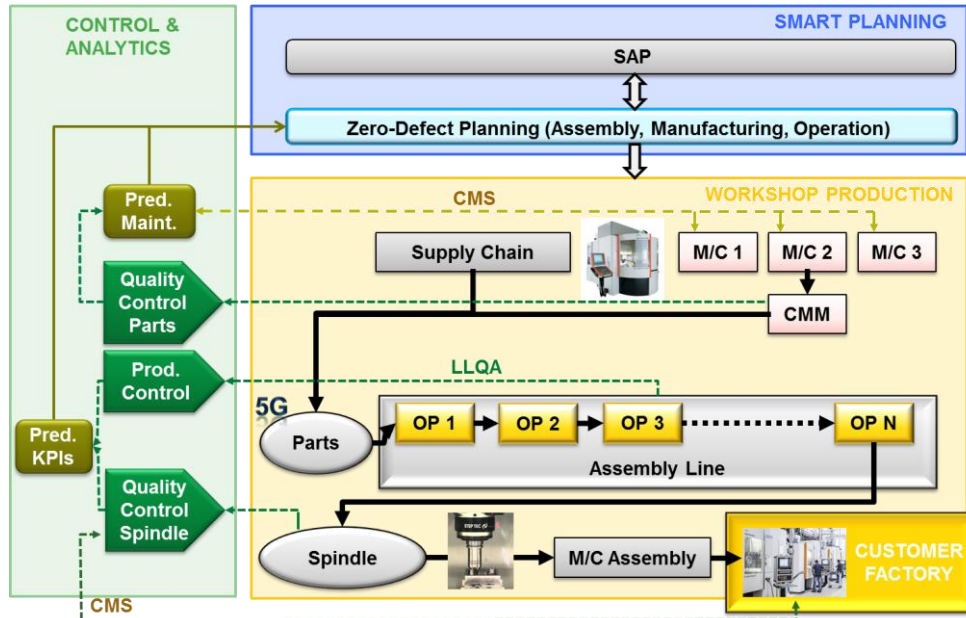 CONTROL &
ANALYTICS
SMART PLANNING
SAP
Zero-Defect Planning (Assembly, Manufacturing, Operation)
WORKSHOP PRODUCTION
CMS
Pred.
Maint.
Supply Chain
M/C 1
M/C 2
M/C 3
Quality
Control
Parts
CMM
Prod.
Control
LLQA
5G
Parts
OP 1
OP 2
OP 3
OP N
Assembly Line
Pred.
KPIs
Quality
Control
Spindle
Spindle
STEP-TEC
M/C Assembly
CUSTOMER
FACTORY
CMS